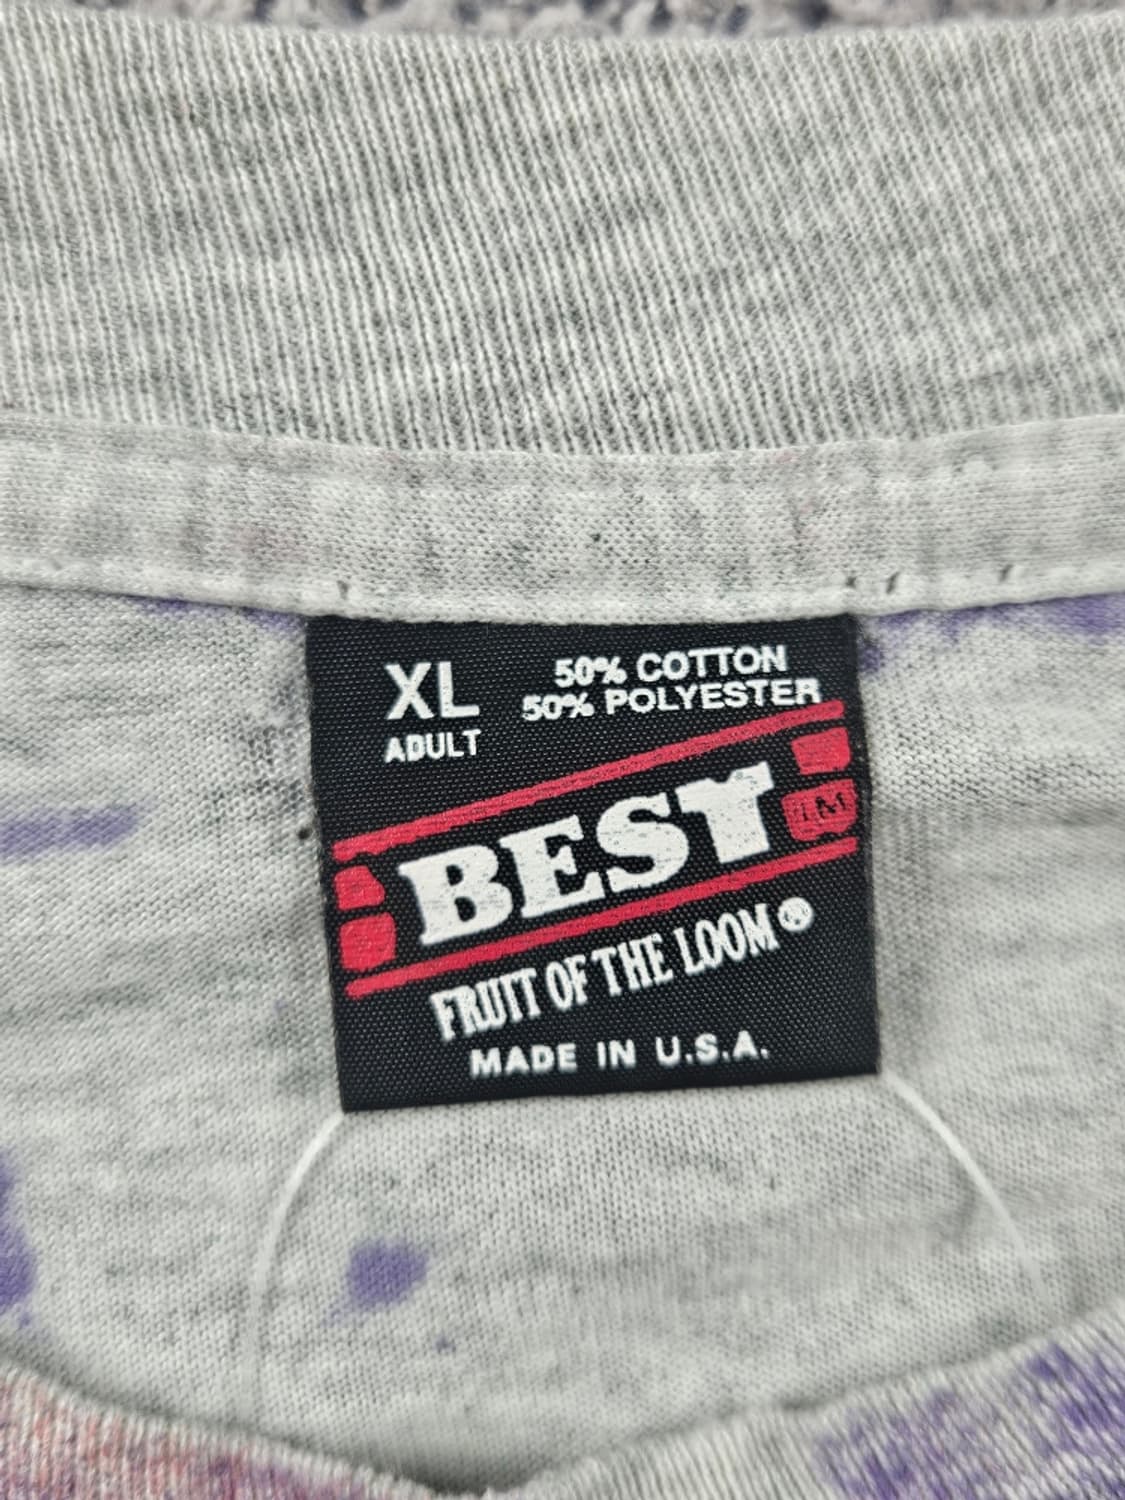 XL
ADULT
50% COTTON
50% POLYESTER
BEST
TM
FRUIT OF THE LOOM®
MADE IN U.S.A.